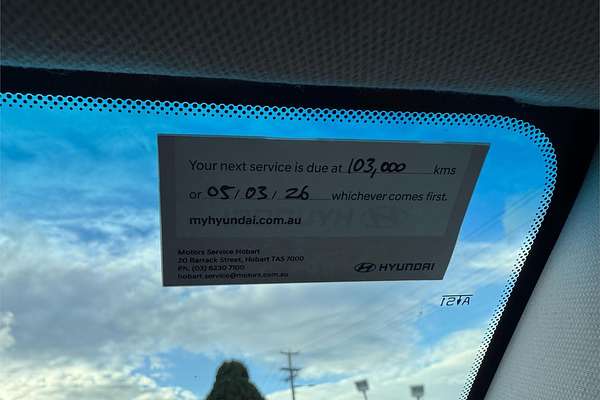 Your next service is due at 103,000 kms
or 05/03/26 whichever comes first.
myhyundai.com.au
Motors Service Hobart
20 Barrack Street, Hobart TAS 7000
Ph. (03) 6230 7100
hobart.service@motors.com.au
HYUNDAI
AS1